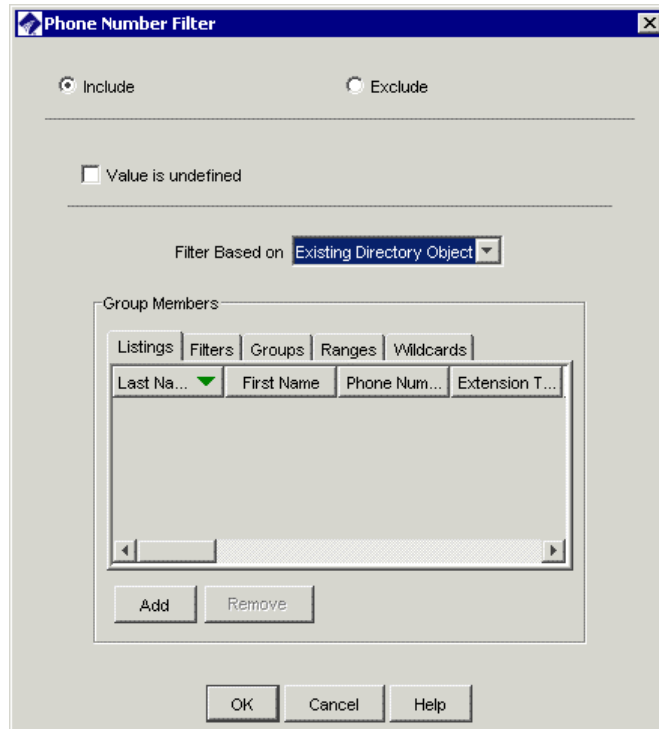 Phone Number Filter
Include Exclude
Value is undefined
Filter Based on Existing Directory Object
Group Members
Listings Filters Groups Ranges Wildcards
Last Na... First Name Phone Num... Extension T...
Add Remove
OK Cancel Help